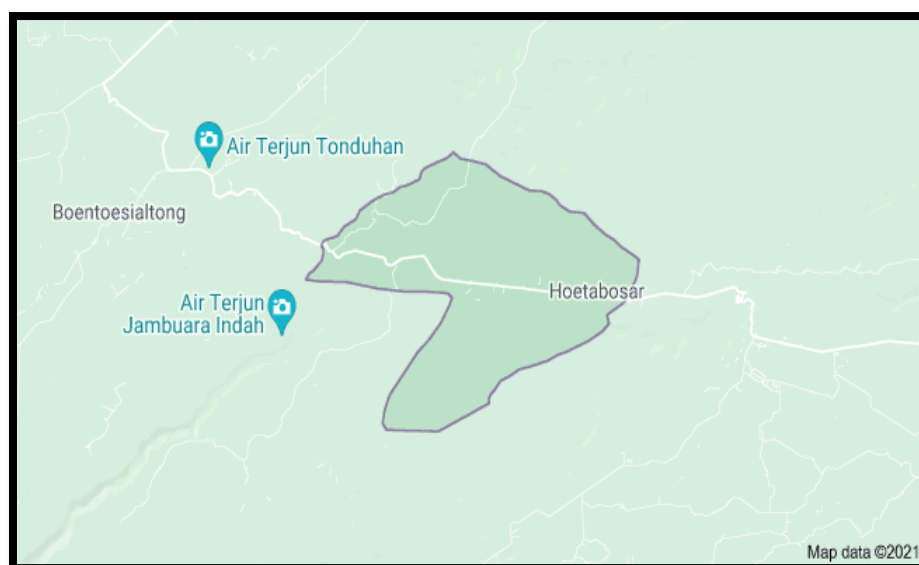 Air Terjun Tonduhan
Boentoesialtong
Hoetabosar
Air Terjun
Jambuara Indah
Map data ©2021